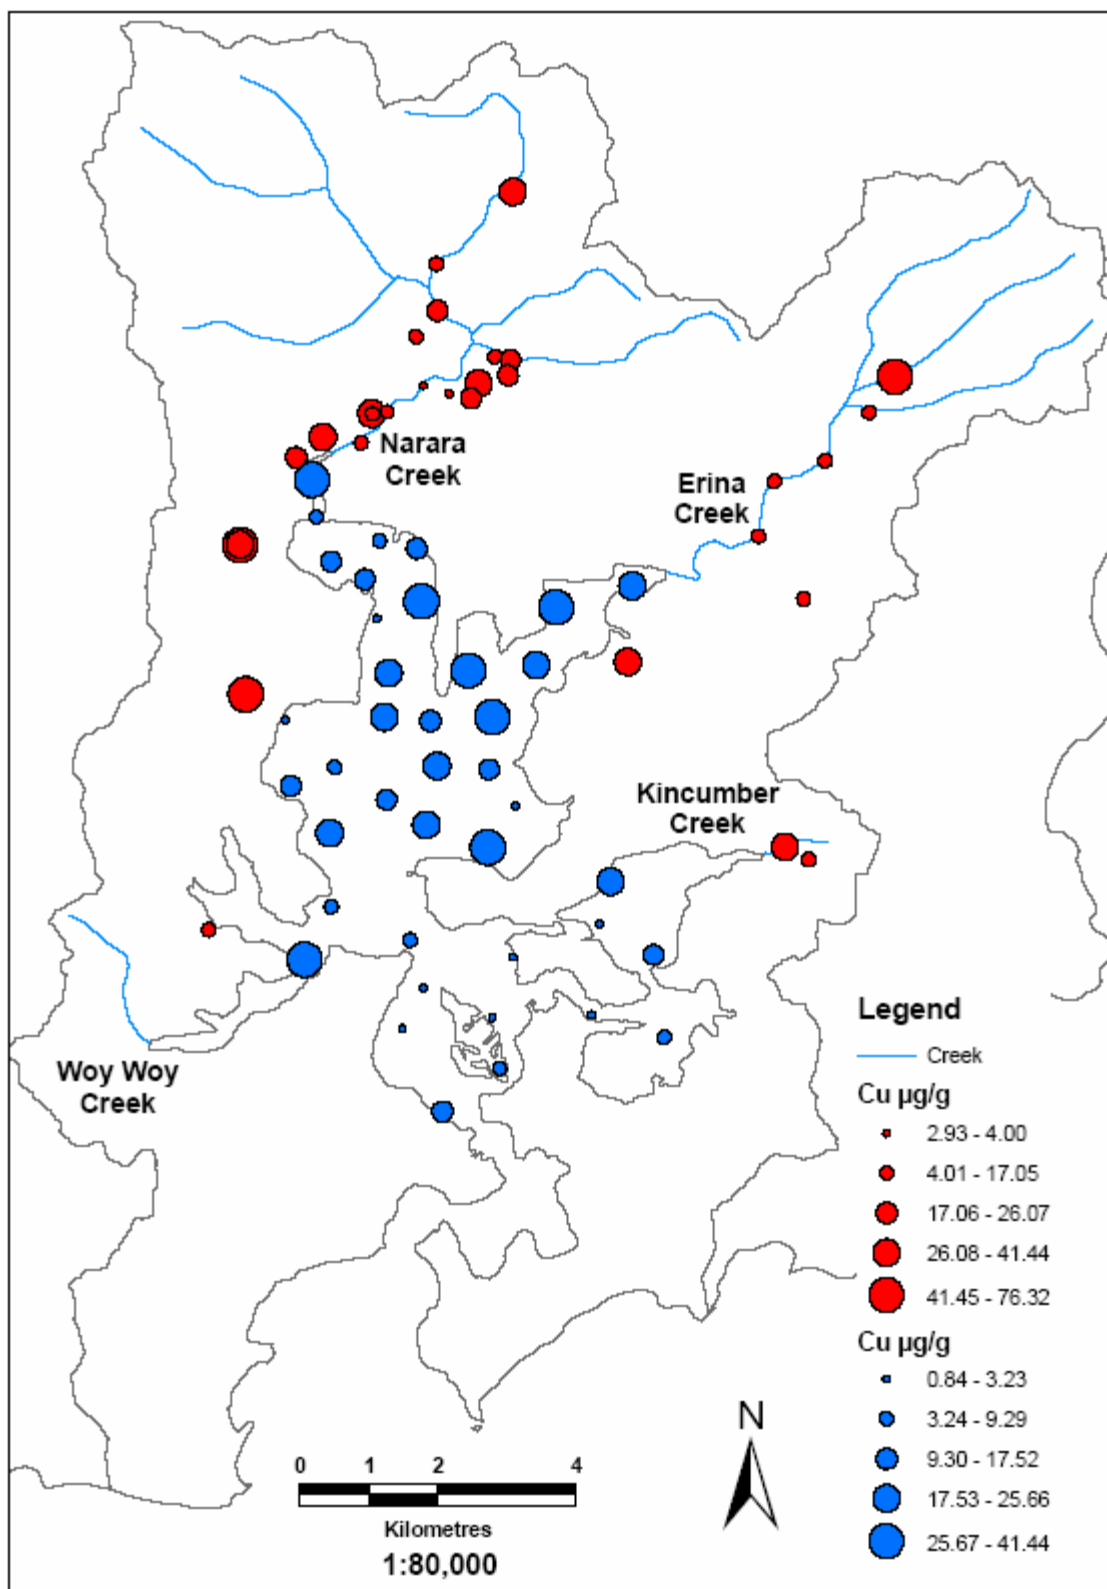 Narara
Creek
Erina
Creek
Kincumber
Creek
Woy Woy
Creek
Legend
Creek
Cu µg/g
2.93 - 4.00
4.01 - 17.05
17.06 - 26.07
26.08 - 41.44
41.45 - 76.32
Cu µg/g
0.84 - 3.23
3.24 - 9.29
9.30 - 17.52
17.53 - 25.66
25.67 - 41.44
N
0 1 2 4
Kilometres
1:80,000